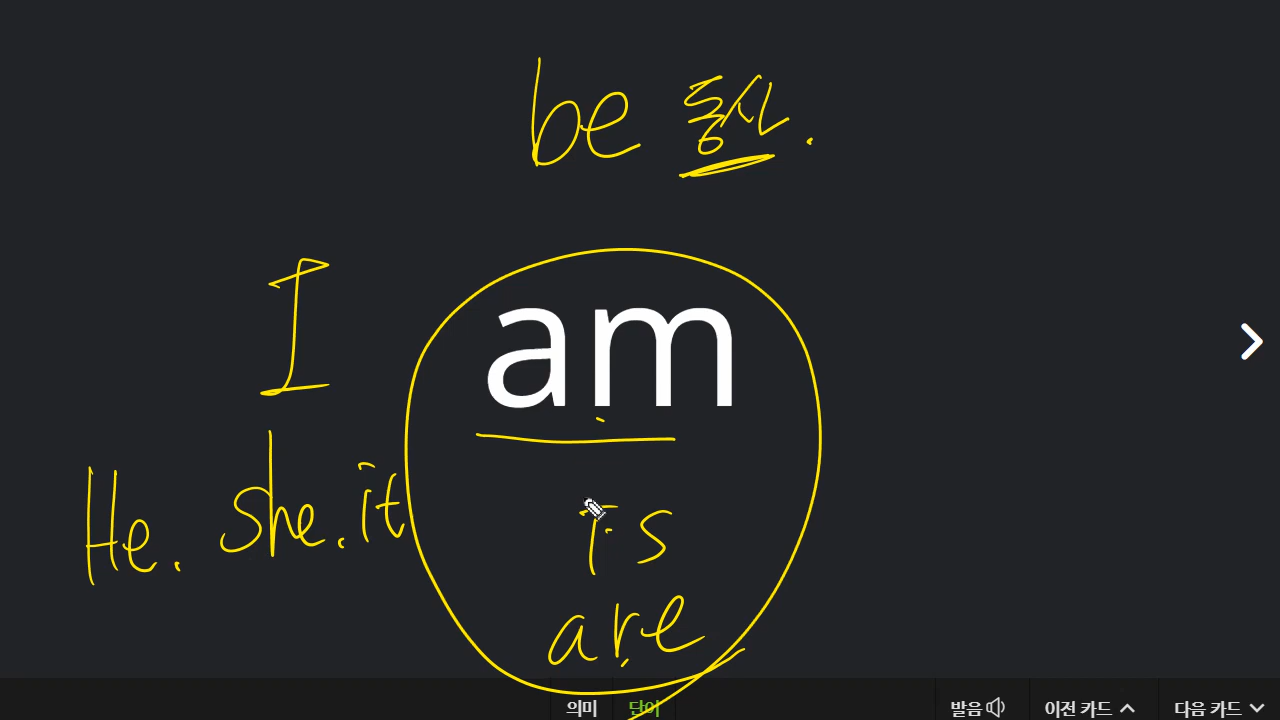 be 동사.
I am
He. she. it is
are
의미 단어 발음 이전 카드 다음 카드